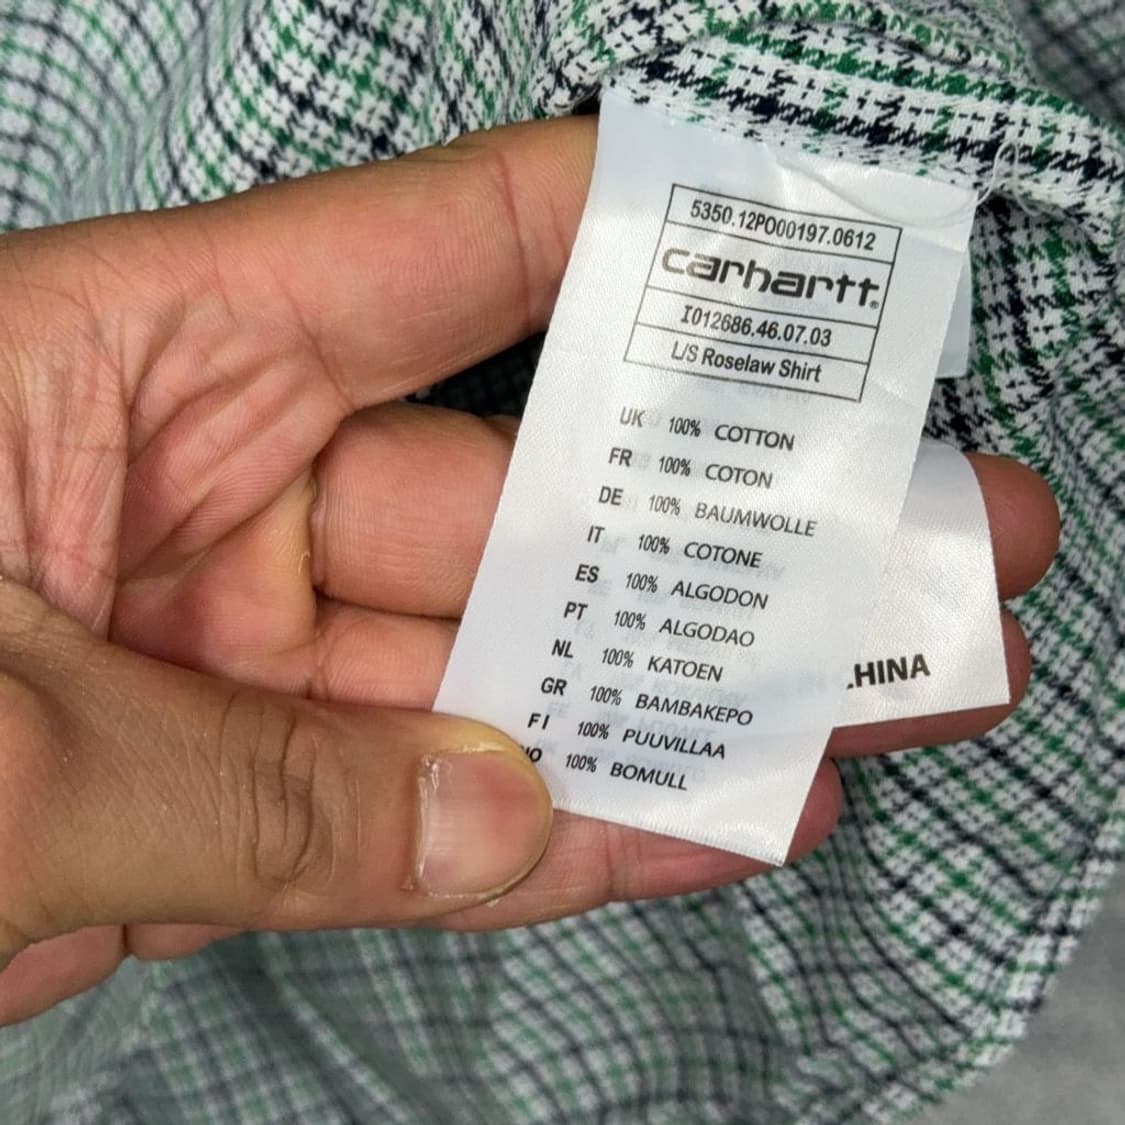 5350.12PO00197.0612
carhartt®
I012686.46.07.03
L/S Roselaw Shirt
UK 100% COTTON
FR 100% COTON
DE 100% BAUMWOLLE
IT 100% COTONE
ES 100% ALGODON
PT 100% ALGODAO
NL 100% KATOEN
GR 100% BAMBAKEPO
FI 100% PUUVILLAA
100% BOMULL